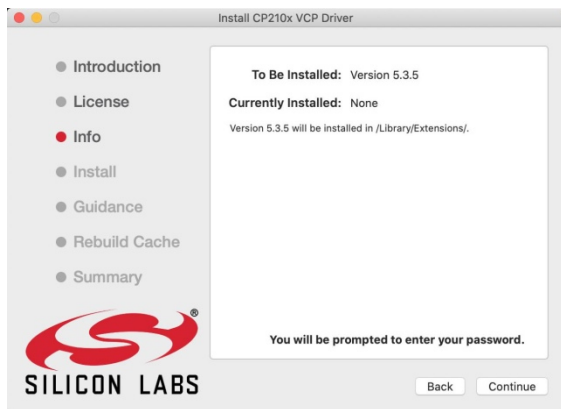 Install CP210x VCP Driver
Introduction
License
Info
Install
Guidance
Rebuild Cache
Summary
To Be Installed: Version 5.3.5
Currently Installed: None
Version 5.3.5 will be installed in /Library/Extensions/.
You will be prompted to enter your password.
®
SILICON LABS
Back
Continue